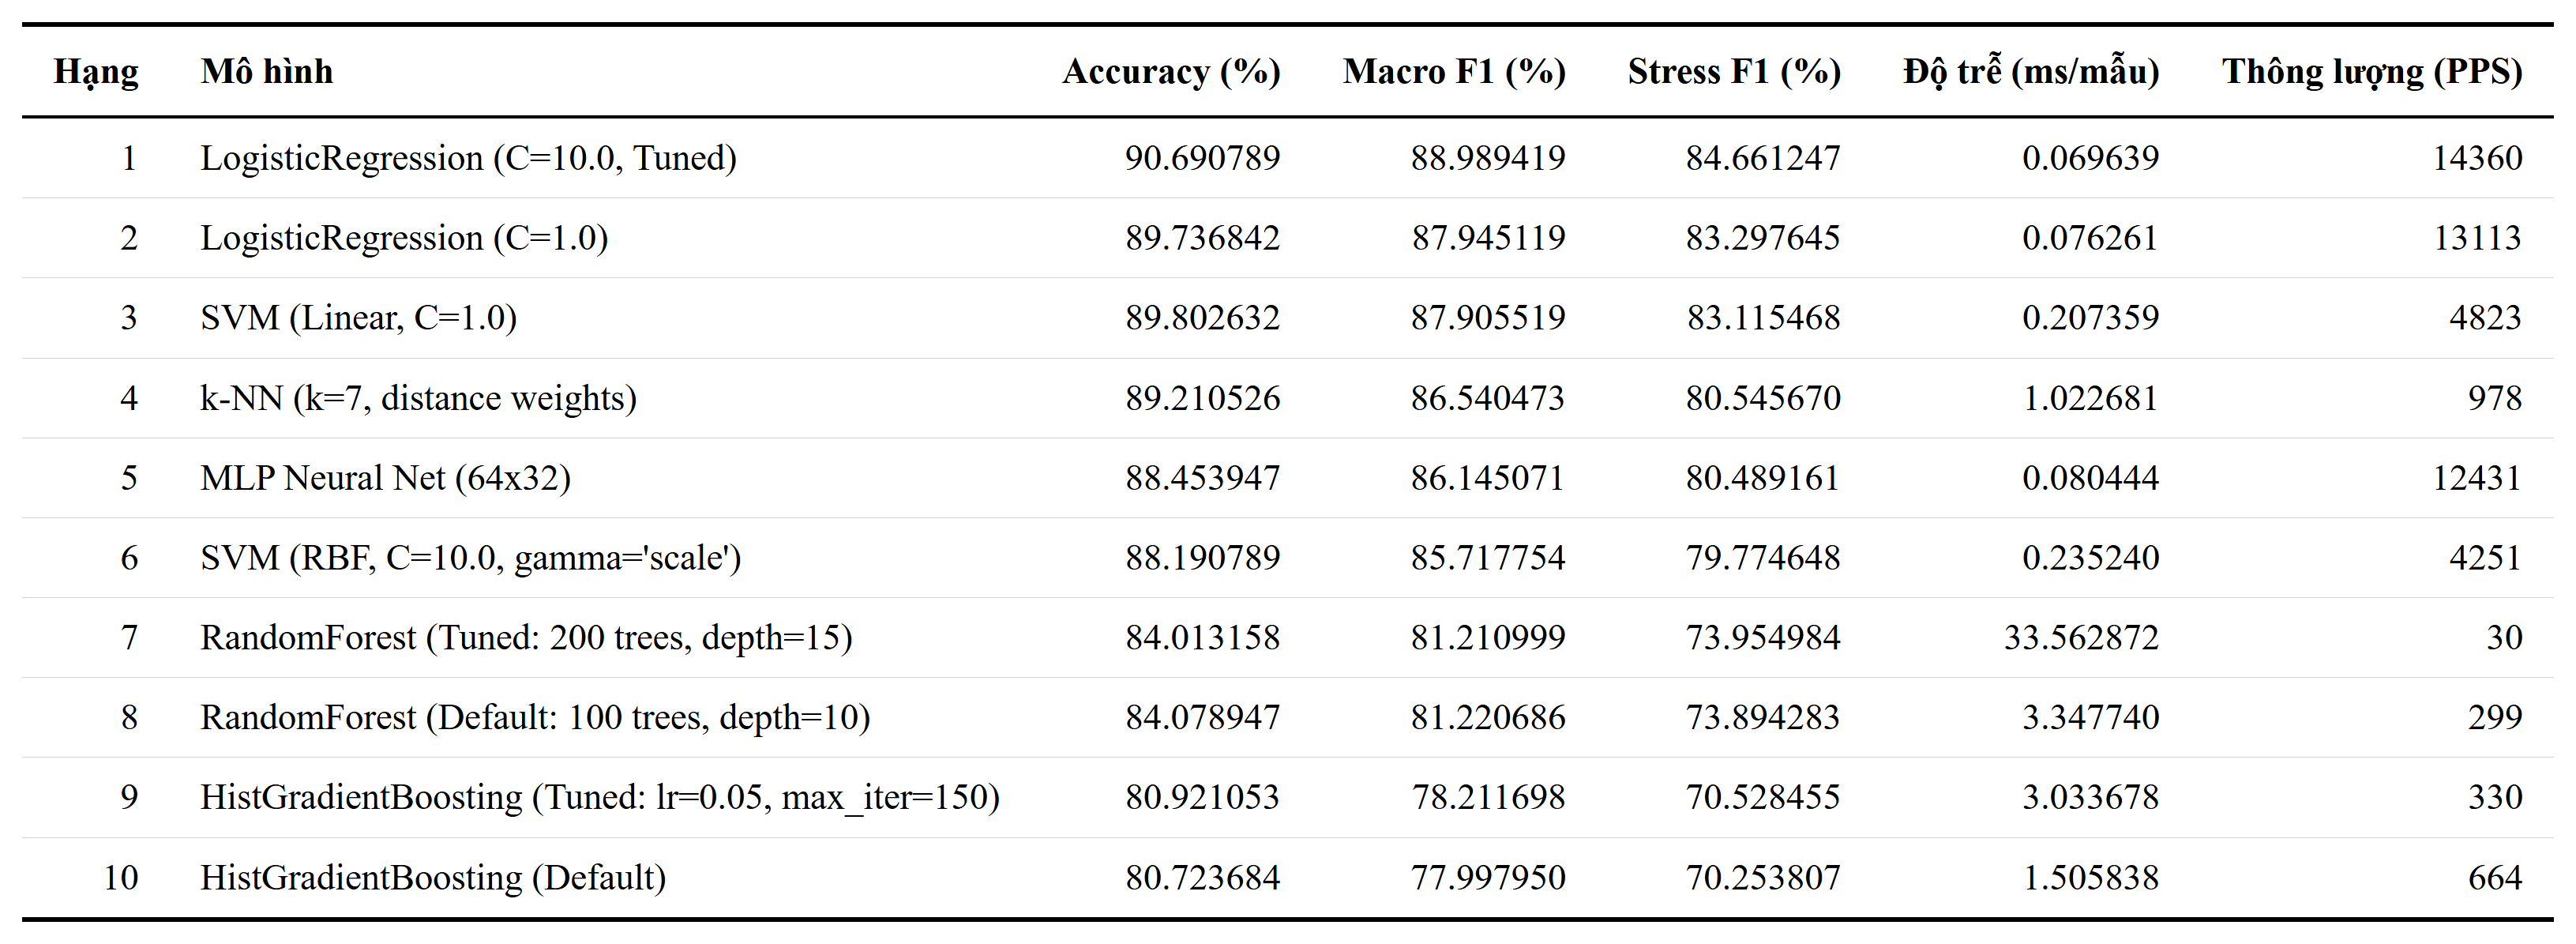 Hạng Mô hình Accuracy (%) Macro F1 (%) Stress F1 (%) Độ trễ (ms/mẫu) Thông lượng (PPS)
1 LogisticRegression (C=10.0, Tuned) 90.690789 88.989419 84.661247 0.069639 14360
2 LogisticRegression (C=1.0) 89.736842 87.945119 83.297645 0.076261 13113
3 SVM (Linear, C=1.0) 89.802632 87.905519 83.115468 0.207359 4823
4 k-NN (k=7, distance weights) 89.210526 86.540473 80.545670 1.022681 978
5 MLP Neural Net (64x32) 88.453947 86.145071 80.489161 0.080444 12431
6 SVM (RBF, C=10.0, gamma='scale') 88.190789 85.717754 79.774648 0.235240 4251
7 RandomForest (Tuned: 200 trees, depth=15) 84.013158 81.210999 73.954984 33.562872 30
8 RandomForest (Default: 100 trees, depth=10) 84.078947 81.220686 73.894283 3.347740 299
9 HistGradientBoosting (Tuned: lr=0.05, max_iter=150) 80.921053 78.211698 70.528455 3.033678 330
10 HistGradientBoosting (Default) 80.723684 77.997950 70.253807 1.505838 664